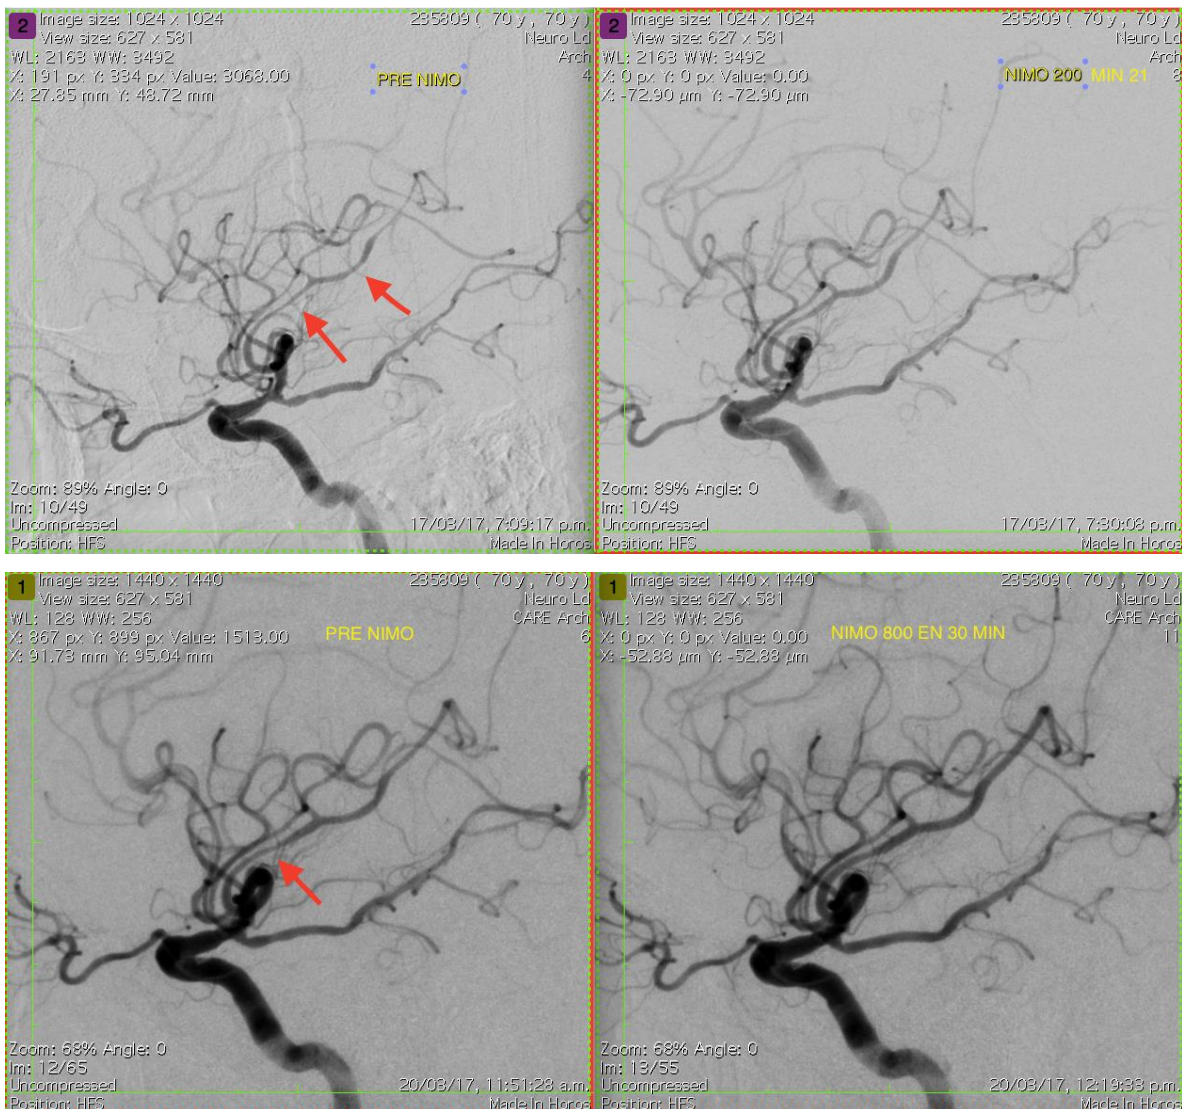 2
Image size: 1024 x 1024
View size: 627 x 581
WL: 2163 WW: 3492
X: 191 px Y: 334 px Value: 3068.00
X: 27.85 mm Y: 48.72 mm
235809 ( 70 y , 70 y )
Neuro Ld
Arch
4
PRE NIMO
Zoom: 89% Angle: 0
Im: 10/49
Uncompressed
Position: HFS
17/03/17, 7:09:17 p.m.
Made In Horos
2
Image size: 1024 x 1024
View size: 627 x 581
WL: 2163 WW: 3492
X: 0 px Y: 0 px Value: 0.00
X: -72.90 µm Y: -72.90 µm
235809 ( 70 y , 70 y )
Neuro Ld
Arch
8
NIMO 200 MIN 21
Zoom: 89% Angle: 0
Im: 10/49
Uncompressed
Position: HFS
17/03/17, 7:30:08 p.m.
Made In Horos
1
Image size: 1440 x 1440
View size: 627 x 581
WL: 128 WW: 256
X: 867 px Y: 899 px Value: 1513.00
X: 91.73 mm Y: 95.04 mm
235809 ( 70 y , 70 y )
Neuro Ld
CARE Arch
6
PRE NIMO
Zoom: 68% Angle: 0
Im: 12/65
Uncompressed
Position: HFS
20/03/17, 11:51:28 a.m.
Made In Horos
1
Image size: 1440 x 1440
View size: 627 x 581
WL: 128 WW: 256
X: 0 px Y: 0 px Value: 0.00
X: -52.88 µm Y: -52.88 µm
235809 ( 70 y , 70 y )
Neuro Ld
CARE Arch
11
NIMO 800 EN 30 MIN
Zoom: 68% Angle: 0
Im: 13/55
Uncompressed
Position: HFS
20/03/17, 12:19:33 p.m.
Made In Horos